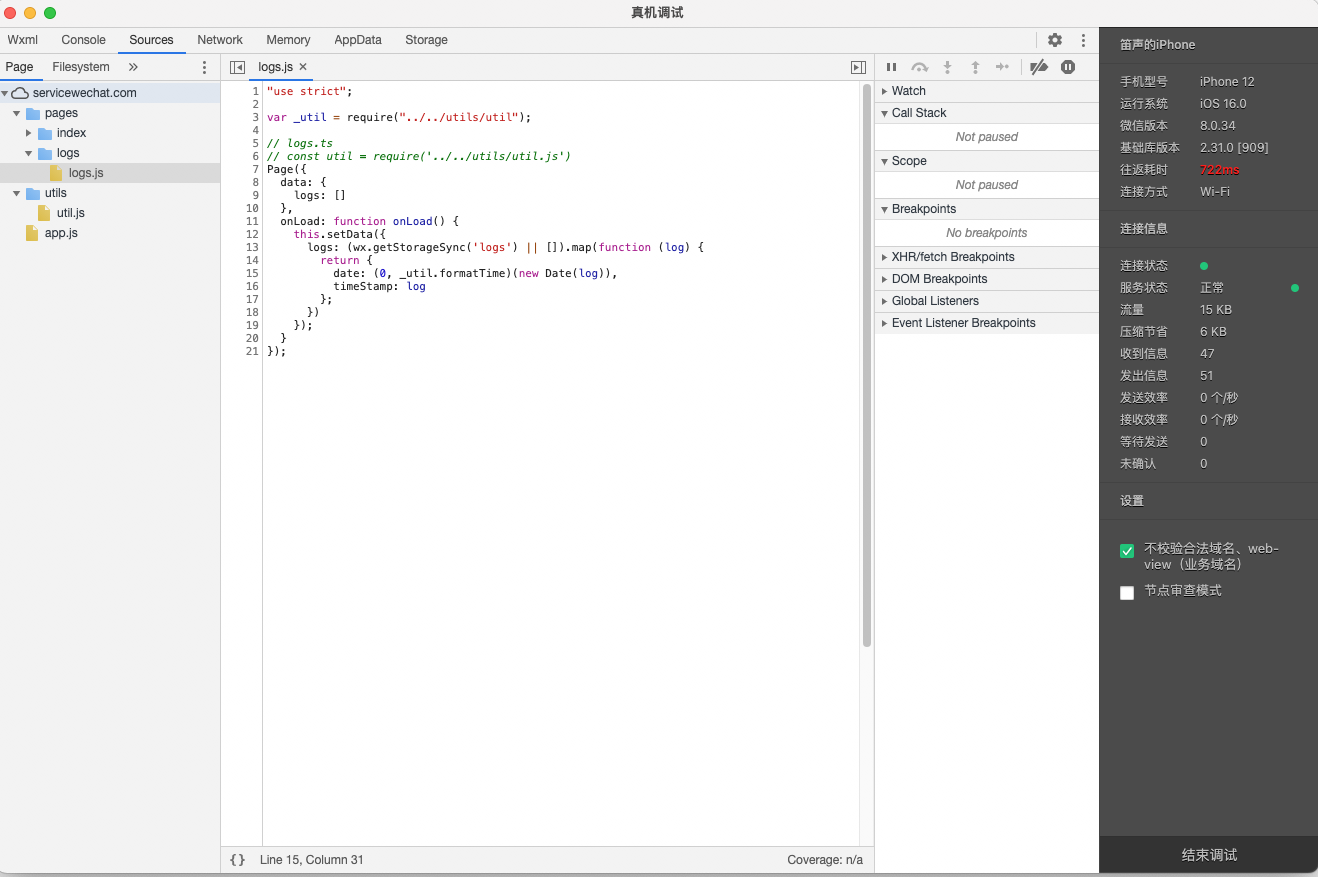 真机调试
Wxml Console Sources Network Memory AppData Storage
Page Filesystem
servicewechat.com
pages
index
logs
logs.js
utils
util.js
app.js
logs.js
1 "use strict";
2
3 var _util = require("../../utils/util");
4
5 // logs.ts
6 // const util = require('../../utils/util.js')
7 Page({
8 data: {
9 logs: []
10 },
11 onLoad: function onLoad() {
12 this.setData({
13 logs: (wx.getStorageSync('logs') || []).map(function (log) {
14 return {
15 date: (0, _util.formatTime)(new Date(log)),
16 timeStamp: log
17 };
18 })
19 });
20 }
21 });
{} Line 15, Column 31 Coverage: n/a
Watch
Call Stack
Not paused
Scope
Not paused
Breakpoints
No breakpoints
XHR/fetch Breakpoints
DOM Breakpoints
Global Listeners
Event Listener Breakpoints
笛声的iPhone
手机型号 iPhone 12
运行系统 iOS 16.0
微信版本 8.0.34
基础库版本 2.31.0 [909]
往返耗时 722ms
连接方式 Wi-Fi
连接信息
连接状态
服务状态 正常
流量 15 KB
压缩节省 6 KB
收到信息 47
发出信息 51
发送效率 0 个/秒
接收效率 0 个/秒
等待发送 0
未确认 0
设置
不校验合法域名、web-
view（业务域名）
节点审查模式
结束调试